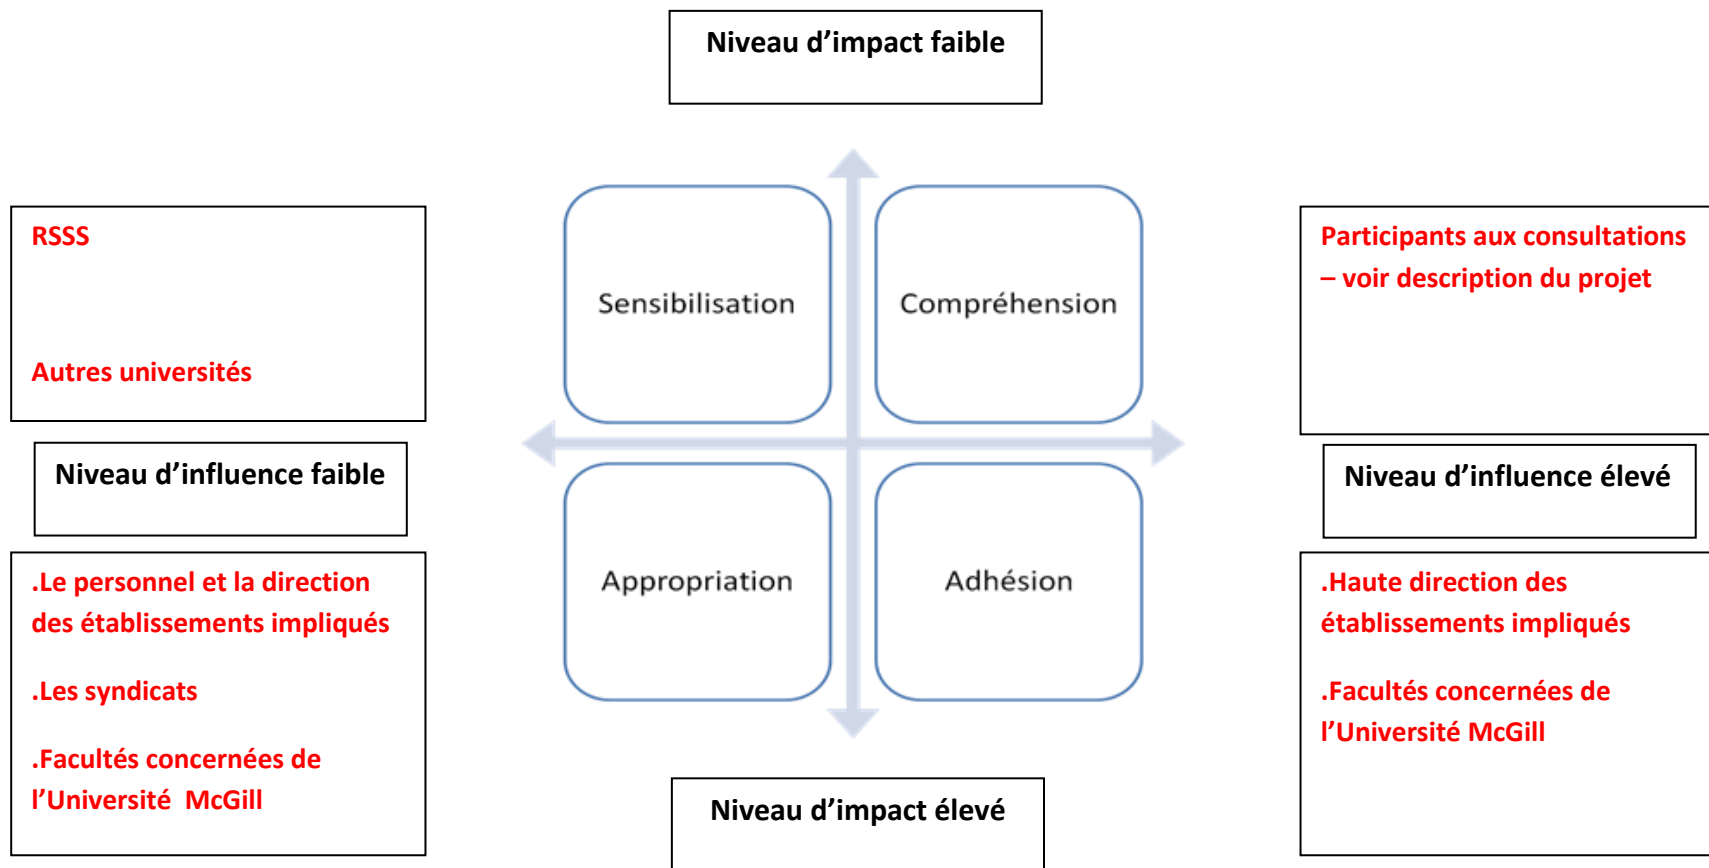 Niveau d’impact faible
RSSS
Autres universités
Sensibilisation
Compréhension
Participants aux consultations
– voir description du projet
Niveau d’influence faible
Niveau d’influence élevé
.Le personnel et la direction
des établissements impliqués
.Les syndicats
.Facultés concernées de
l’Université  McGill
Appropriation
Adhésion
.Haute direction des
établissements impliqués
.Facultés concernées de
l’Université McGill
Niveau d’impact élevé